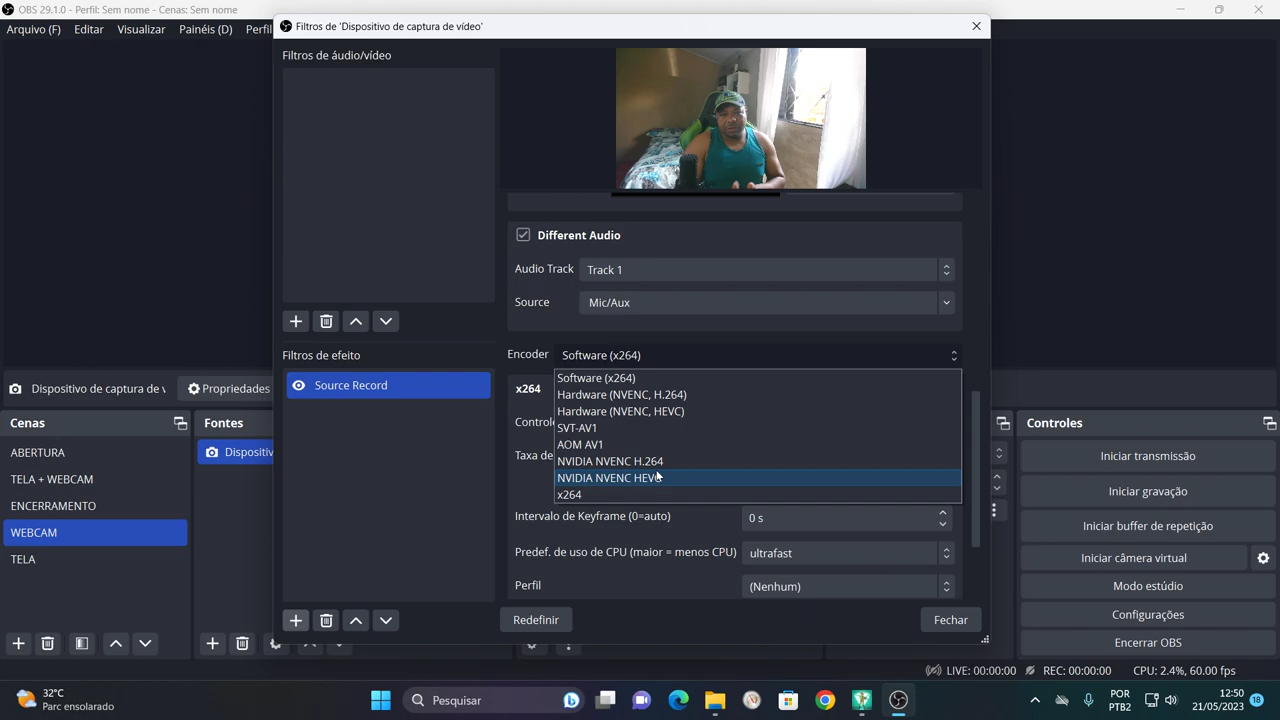 OBS 29.1.0 - Perfil: Sem nome - Cenas: Sem nome
Arquivo (F) Editar Visualizar Painéis (D) Perfil
Filtros de 'Dispositivo de captura de vídeo'
Filtros de áudio/vídeo
Different Audio
Audio Track Track 1
Source Mic/Aux
Encoder Software (x264)
Software (x264)
Hardware (NVENC, H.264)
Hardware (NVENC, HEVC)
SVT-AV1
AOM AV1
NVIDIA NVENC H.264
NVIDIA NVENC HEVC
x264
x264
Control
Taxa de
Intervalo de Keyframe (0=auto) 0 s
Predef. de uso de CPU (maior = menos CPU) ultrafast
Perfil (Nenhum)
Filtros de efeito
Source Record
Redefinir Fechar
Dispositivo de captura de Propriedades
Cenas
ABERTURA
TELA + WEBCAM
ENCERRAMENTO
WEBCAM
TELA
Fontes
Dispositiv
Controles
Iniciar transmissão
Iniciar gravação
Iniciar buffer de repetição
Iniciar câmera virtual
Modo estúdio
Configurações
Encerrar OBS
LIVE: 00:00:00 REC: 00:00:00 CPU: 2.4%, 60.00 fps
32°C
Parc ensolarado
Pesquisar
POR
PTB2
12:50
21/05/2023
18